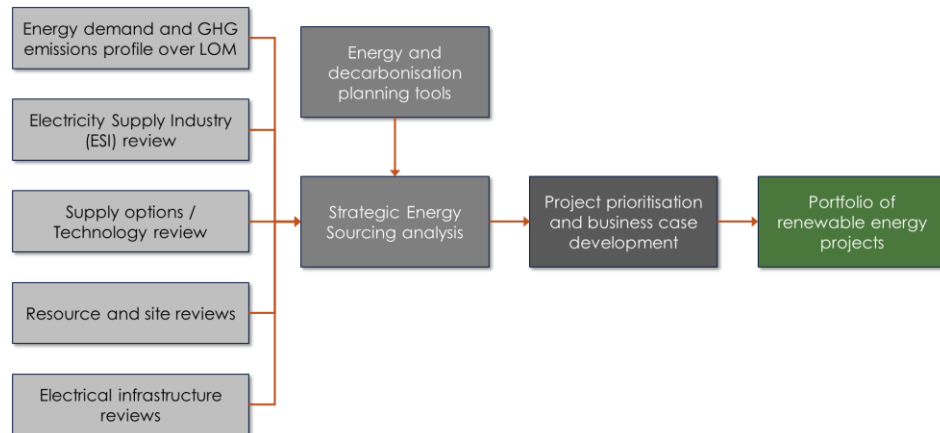 Energy demand and GHG
emissions profile over LOM
Electricity Supply Industry
(ESI) review
Supply options /
Technology review
Resource and site reviews
Electrical infrastructure
reviews
Energy and
decarbonisation
planning tools
Strategic Energy
Sourcing analysis
Project prioritisation
and business case
development
Portfolio of
renewable energy
projects